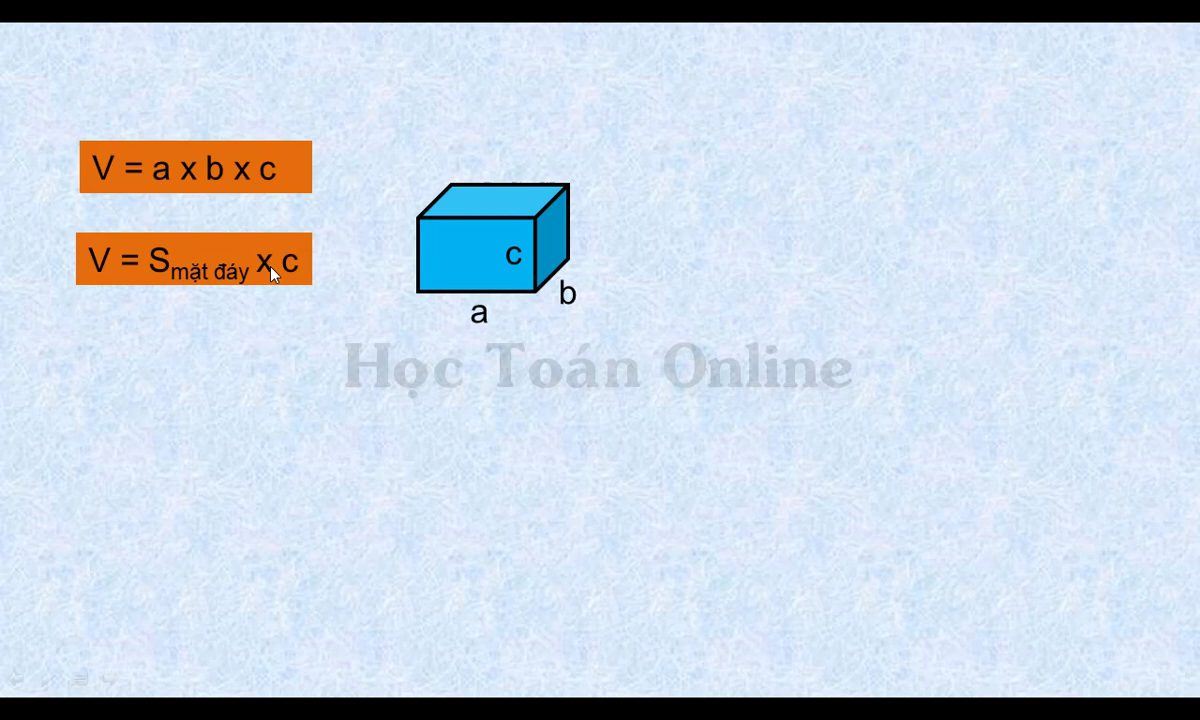 V = a x b x c
V = Smặt đáy x c
c
b
a
Học Toán Online